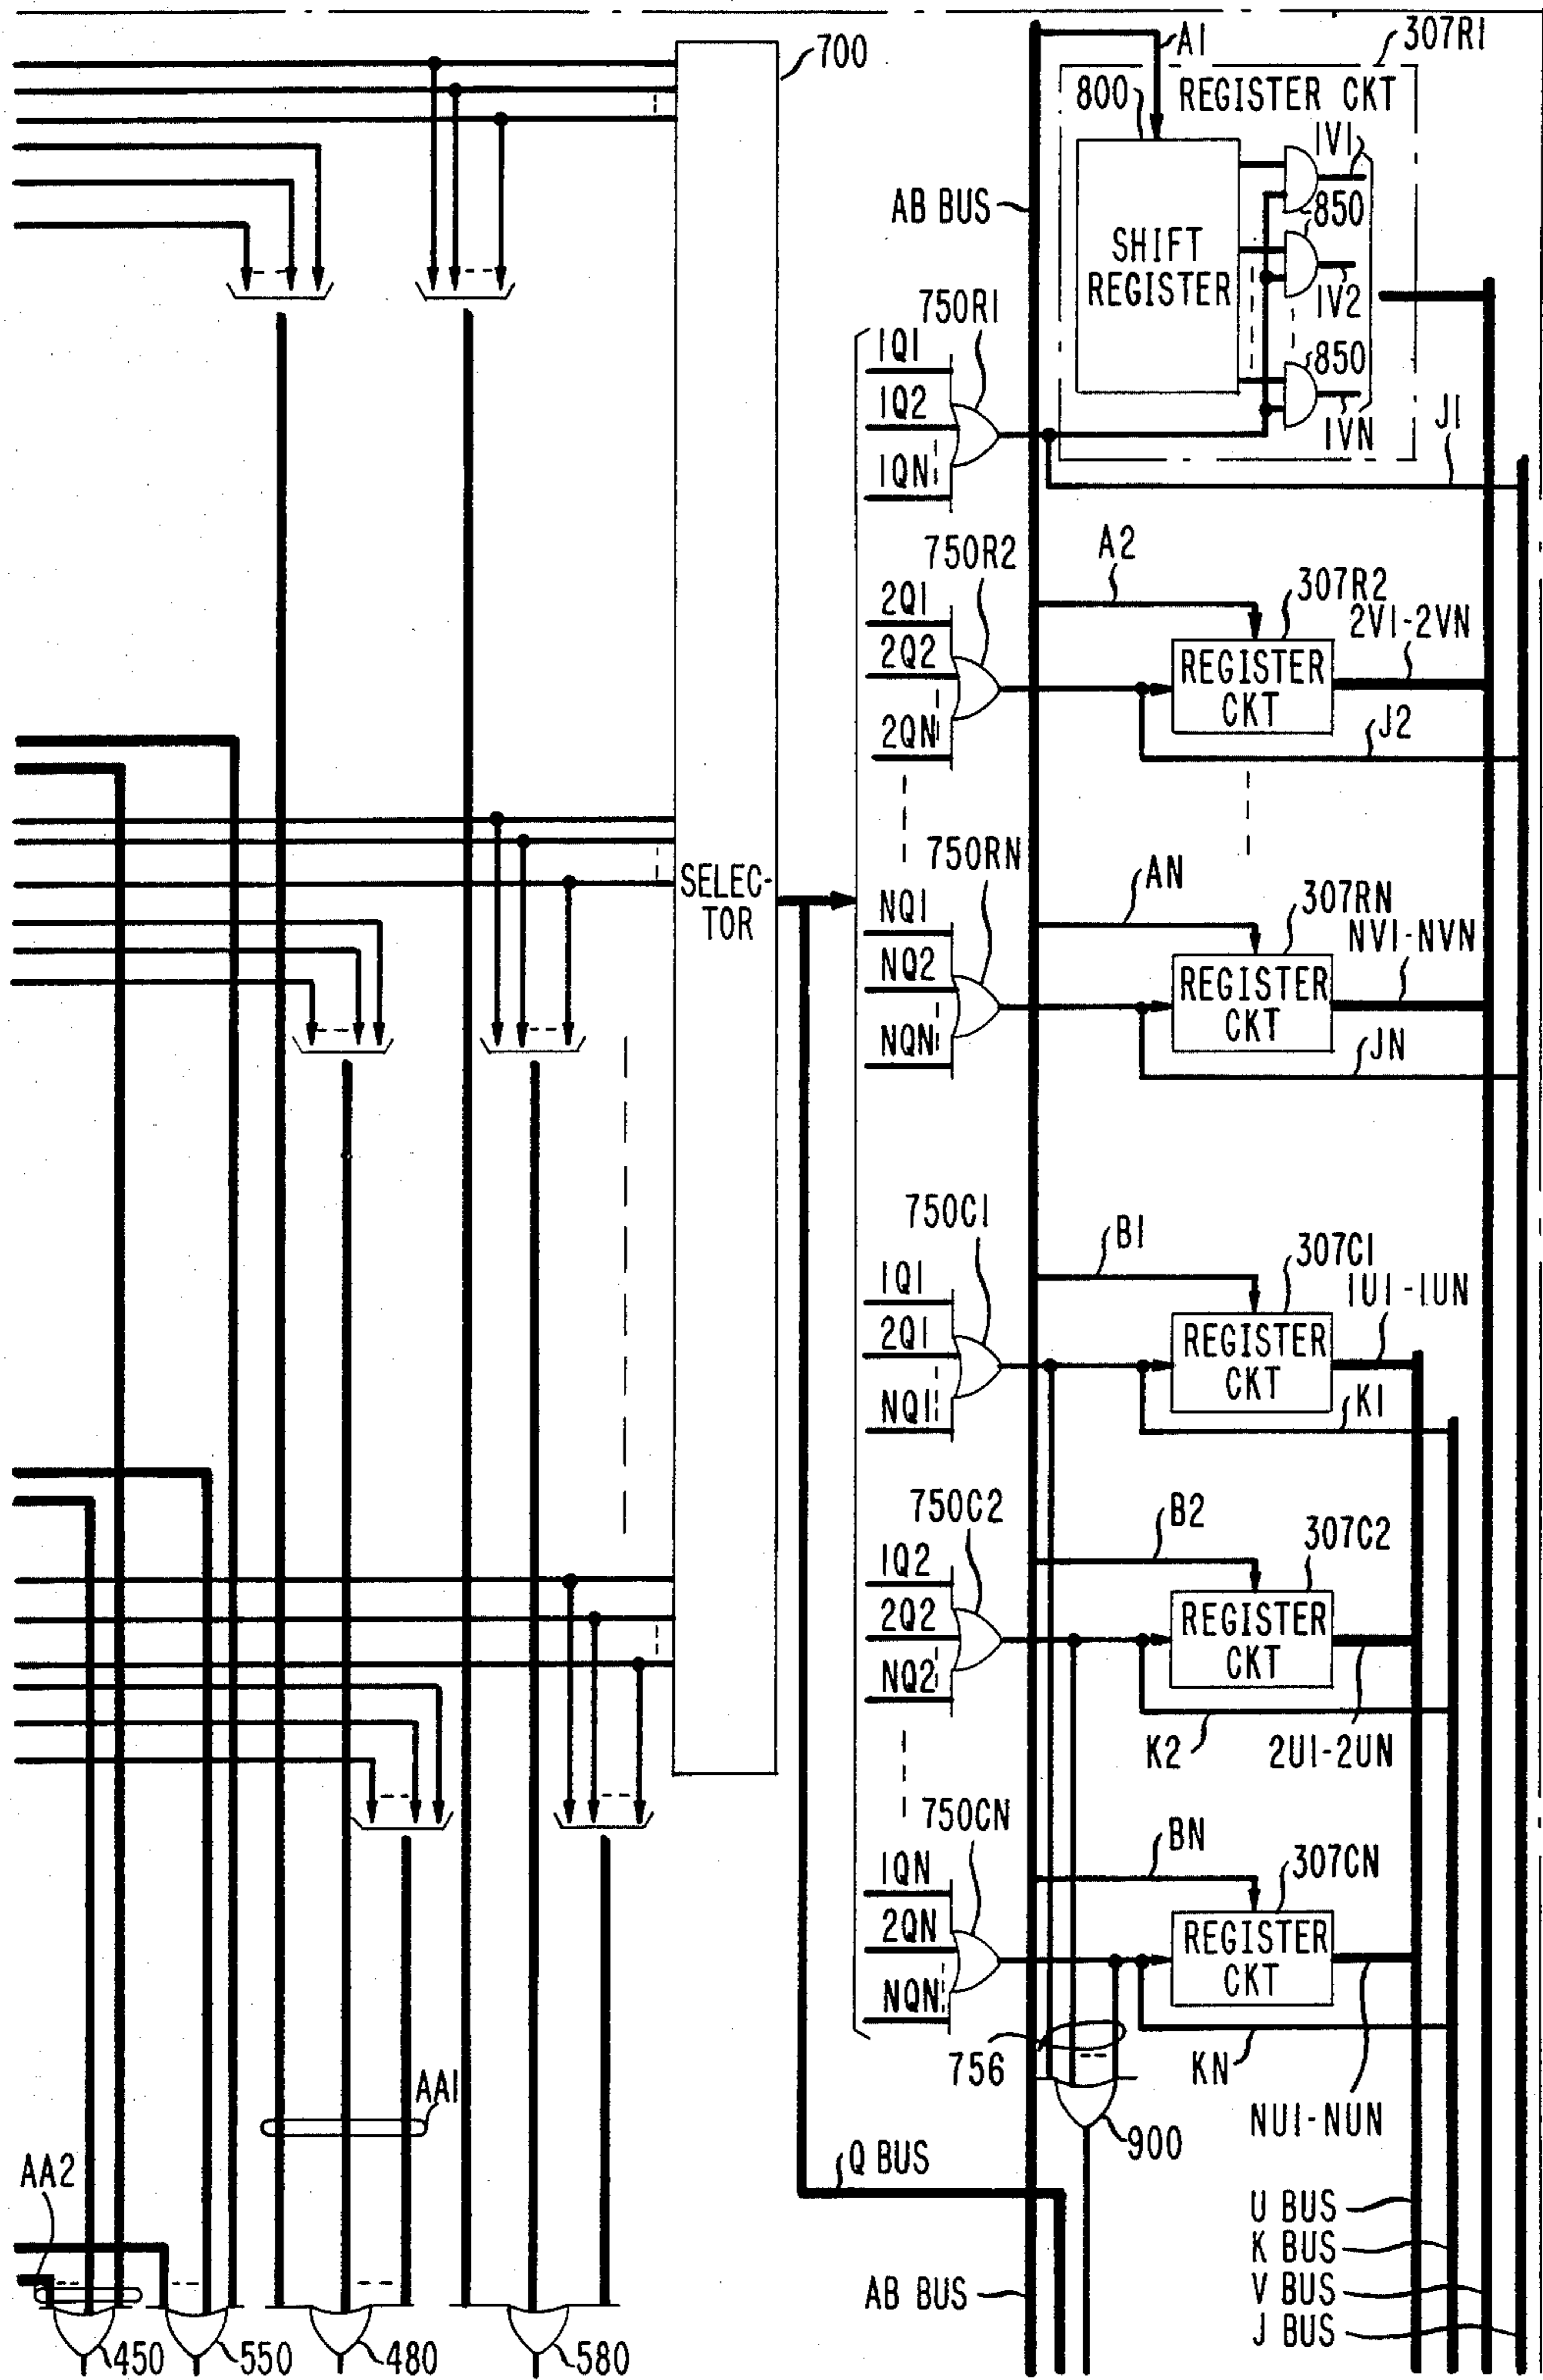 700
A1
307R1
800
REGISTER CKT
1V1
AB BUS
850
SHIFT
REGISTER
1V2
750R1
850
1Q1
1Q2
1VN
J1
1QN
750R2
A2
307R2
2Q1
2V1-2VN
2Q2
REGISTER
CKT
2QN
J2
750RN
AN
SELEC-
TOR
307RN
NQ1
NV1-NVN
NQ2
REGISTER
CKT
NQN
JN
750C1
B1
307C1
1Q1
1U1-1UN
2Q1
REGISTER
CKT
NQ1
K1
750C2
B2
307C2
1Q2
2Q2
REGISTER
CKT
NQ2
K2
2U1-2UN
750CN
BN
307CN
1QN
2QN
REGISTER
CKT
NQN
756
KN
AA1
NU1-NUN
900
AA2
Q BUS
U BUS
K BUS
AB BUS
V BUS
J BUS
450
550
480
580